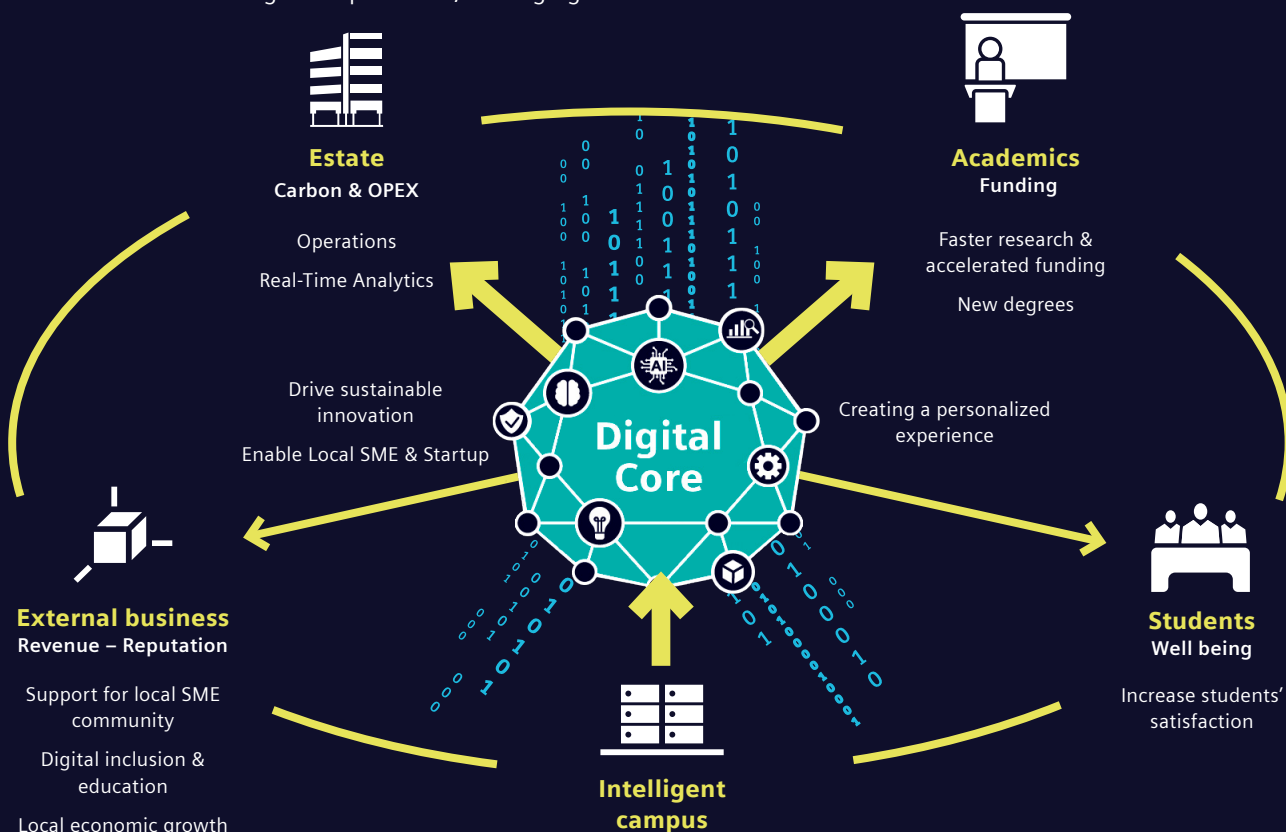 Estate
Carbon & OPEX
Operations
Real-Time Analytics
Academics
Funding
Faster research &
accelerated funding
New degrees
Drive sustainable
innovation
Enable Local SME & Startup
AI
Digital
Core
Creating a personalized
experience
External business
Revenue – Reputation
Support for local SME
community
Digital inclusion &
education
Local economic growth
Students
Well being
Increase students'
satisfaction
Intelligent
campus